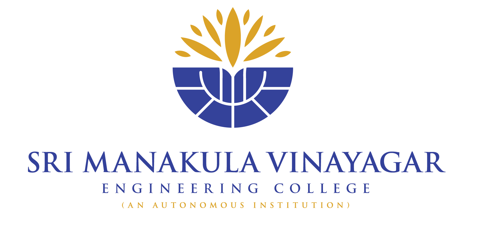 SRI MANAKULA VINAYAGAR
ENGINEERING COLLEGE
(AN AUTONOMOUS INSTITUTION)